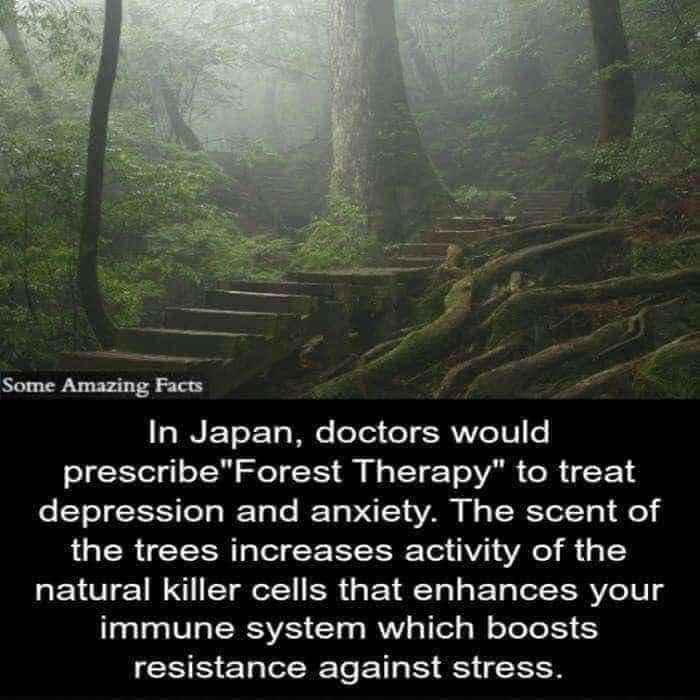 Some Amazing Facts
In Japan, doctors would
prescribe"Forest Therapy" to treat
depression and anxiety. The scent of
the trees increases activity of the
natural killer cells that enhances your
immune system which boosts
resistance against stress.